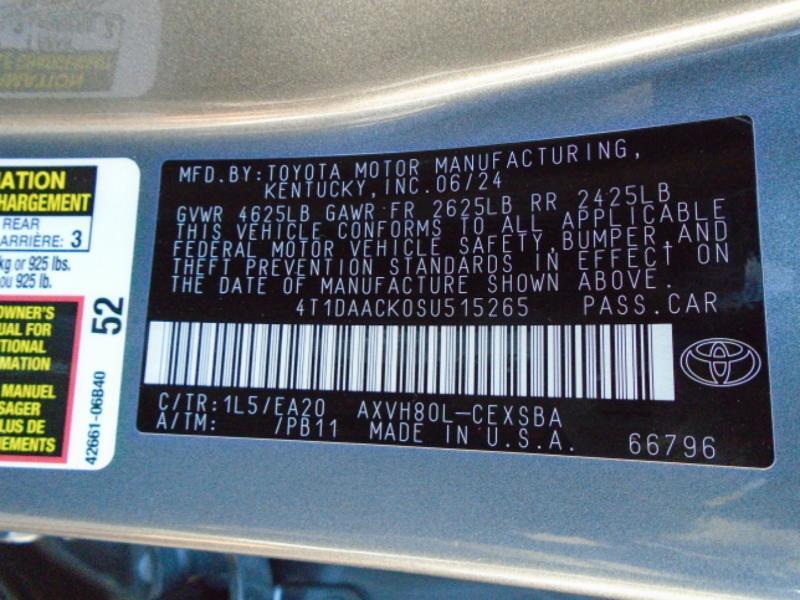 MFD.BY:TOYOTA MOTOR MANUFACTURING,
KENTUCKY,INC.06/24
GVWR 4625LB GAWR FR 2625LB RR 2425LB
THIS VEHICLE CONFORMS TO ALL APPLICABLE
FEDERAL MOTOR VEHICLE SAFETY,BUMPER,AND
THEFT PREVENTION STANDARDS IN EFFECT ON
THE DATE OF MANUFACTURE SHOWN ABOVE.
4T1DAACK0SU515265 PASS.CAR
C/TR:1L5/EA20 AXVH80L-CEXSBA
A/TM: /PB11 MADE IN U.S.A. 66796
ATION
HARGEMENT
REAR
ARRIÈRE: 3
kg or 925 lbs.
ou 925 lb.
OWNER'S
UAL FOR
TIONAL
MATION
MANUEL
SAGER
LUS DE
NEMENTS
52
42661-06B40